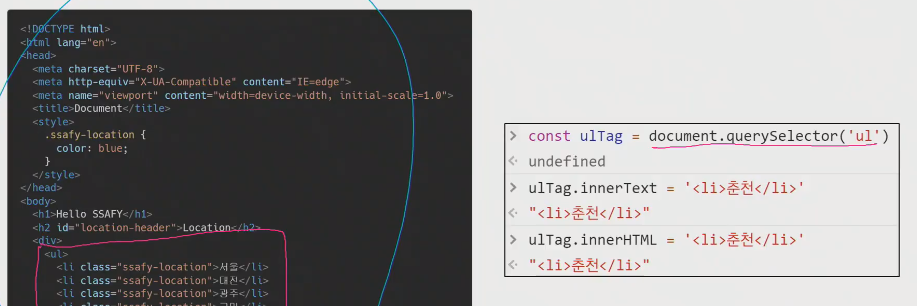 <!DOCTYPE html>
<html lang="en">
<head>
<meta charset="UTF-8">
<meta http-equiv="X-UA-Compatible" content="IE=edge">
<meta name="viewport" content="width=device-width, initial-scale=1.0">
<title>Document</title>
<style>
.ssafy-location {
color: blue;
}
</style>
</head>
<body>
<h1>Hello SSAFY</h1>
<h2 id="location-header">Location</h2>
<div>
<ul>
<li class="ssafy-location">서울</li>
<li class="ssafy-location">대전</li>
<li class="ssafy-location">광주</li>
> const ulTag = document.querySelector('ul')
undefined
> ulTag.innerText = '<li>춘천</li>'
"<li>춘천</li>"
> ulTag.innerHTML = '<li>춘천</li>'
"<li>춘천</li>"